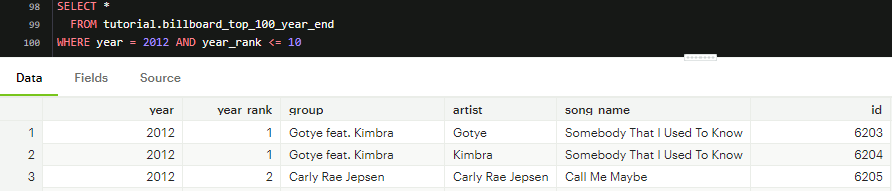 98 SELECT *
99 FROM tutorial.billboard_top_100_year_end
100 WHERE year = 2012 AND year_rank <= 10
Data Fields Source
year year rank group artist song name id
1 2012 1 Gotye feat. Kimbra Gotye Somebody That I Used To Know 6203
2 2012 1 Gotye feat. Kimbra Kimbra Somebody That I Used To Know 6204
3 2012 2 Carly Rae Jepsen Carly Rae Jepsen Call Me Maybe 6205